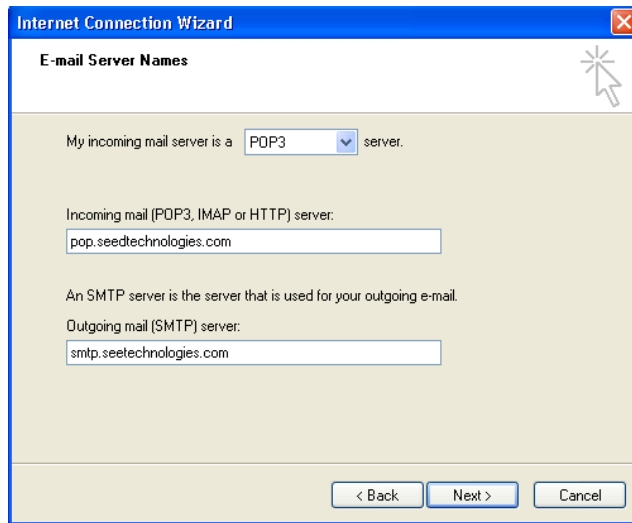 Internet Connection Wizard
E-mail Server Names
My incoming mail server is a POP3 server.
Incoming mail (POP3, IMAP or HTTP) server:
pop.seedtechnologies.com
An SMTP server is the server that is used for your outgoing e-mail.
Outgoing mail (SMTP) server:
smtp.seetechnologies.com
< Back Next > Cancel